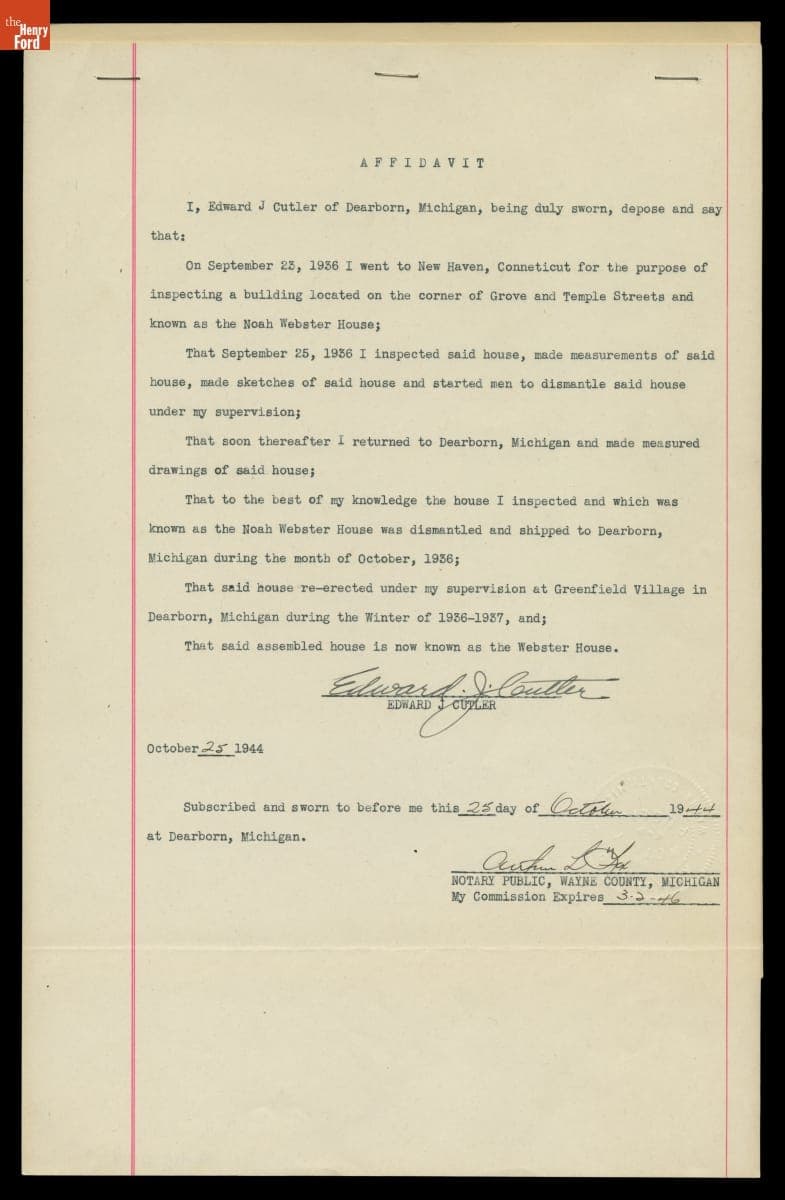 the
Henry
Ford
AFFIDAVIT
I, Edward J Cutler of Dearborn, Michigan, being duly sworn, depose and say
that:
On September 23, 1936 I went to New Haven, Conneticut for the purpose of
inspecting a building located on the corner of Grove and Temple Streets and
known as the Noah Webster House;
That September 25, 1936 I inspected said house, made measurements of said
house, made sketches of said house and started men to dismantle said house
under my supervision;
That soon thereafter I returned to Dearborn, Michigan and made measured
drawings of said house;
That to the best of my knowledge the house I inspected and which was
known as the Noah Webster House was dismantled and shipped to Dearborn,
Michigan during the month of October, 1936;
That said house re-erected under my supervision at Greenfield Village in
Dearborn, Michigan during the Winter of 1936-1937, and;
That said assembled house is now known as the Webster House.
Edward. J. Cutler
EDWARD J CUTLER
October 25 1944
Subscribed and sworn to before me this 25 day of October 1944
at Dearborn, Michigan.
Arthur L
NOTARY PUBLIC, WAYNE COUNTY, MICHIGAN
My Commission Expires 3-2-46